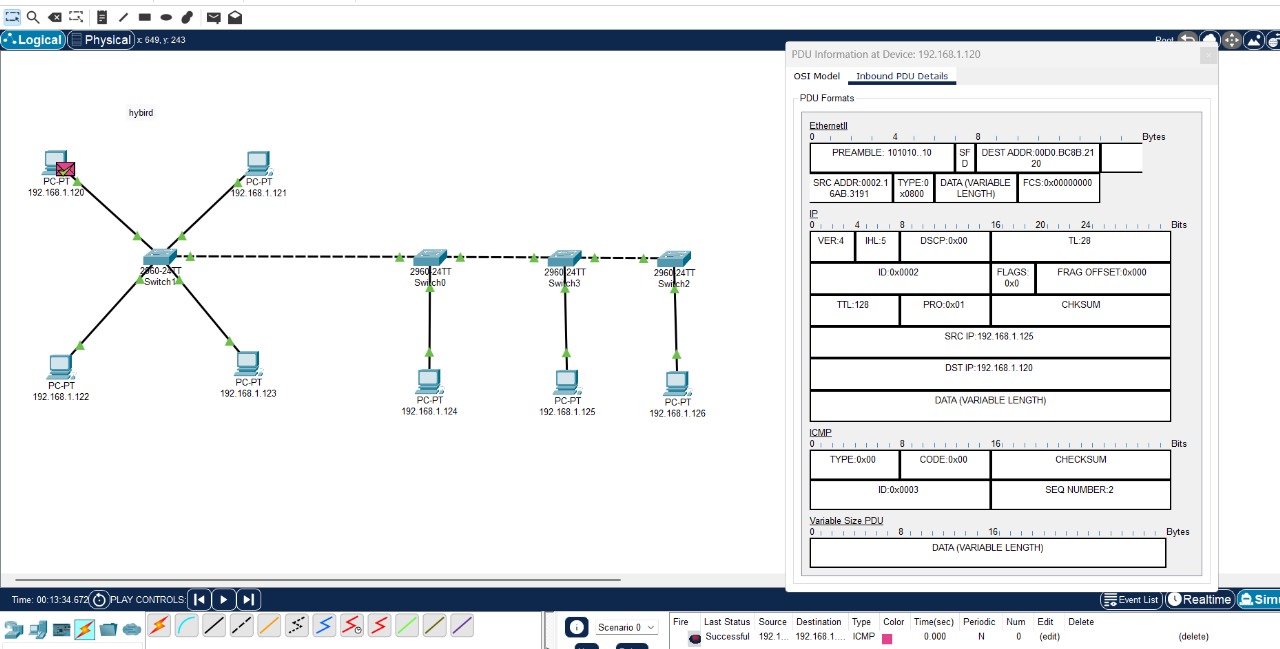 Logical Physical x: 649, y: 243
Root
PDU Information at Device: 192.168.1.120
OSI Model Inbound PDU Details
PDU Formats
hybird
EthernetII
0 4 8 Bytes
PREAMBLE: 101010..10
SF
D
DEST ADDR:00D0.BC8B.21
20
SRC ADDR:0002.1
6AB.3191
TYPE:0
x0800
DATA (VARIABLE
LENGTH)
FCS:0x00000000
IP
0 4 8 16 20 24 Bits
VER:4 IHL:5 DSCP:0x00 TL:28
ID:0x0002
FLAGS:
0x0
FRAG OFFSET:0x000
TTL:128 PRO:0x01 CHKSUM
SRC IP:192.168.1.125
DST IP:192.168.1.120
DATA (VARIABLE LENGTH)
ICMP
0 8 16 Bits
TYPE:0x00 CODE:0x00 CHECKSUM
ID:0x0003 SEQ NUMBER:2
Variable Size PDU
0 8 16 Bytes
DATA (VARIABLE LENGTH)
PC-PT
192.168.1.120
PC-PT
192.168.1.121
2960-24TT
Switch1
2960-24TT
Switch0
2960-24TT
Switch3
2960-24TT
Switch2
PC-PT
192.168.1.122
PC-PT
192.168.1.123
PC-PT
192.168.1.124
PC-PT
192.168.1.125
PC-PT
192.168.1.126
Time: 00:13:34.672 PLAY CONTROLS:
Event List Realtime Simu
Scenario 0
Fire Last Status Source Destination Type Color Time(sec) Periodic Num Edit Delete
Successful 192.1... 192.168.1.... ICMP 0.000 N 0 (edit) (delete)